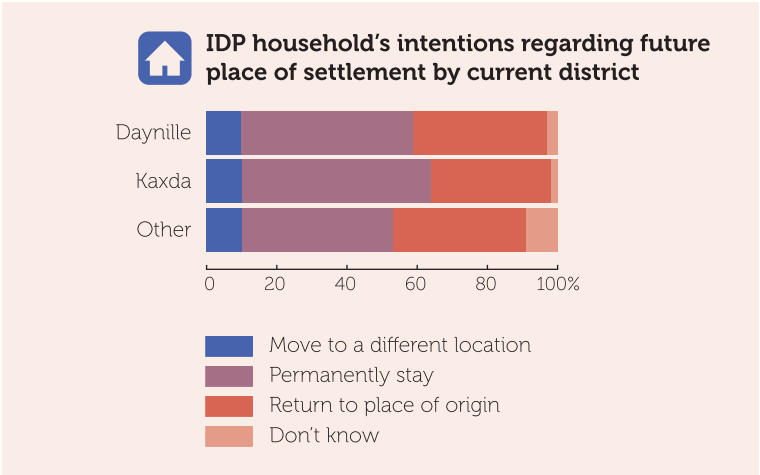 IDP household’s intentions regarding future
place of settlement by current district
Daynille
Kaxda
Other
0 20 40 60 80 100%
Move to a different location
Permanently stay
Return to place of origin
Don’t know